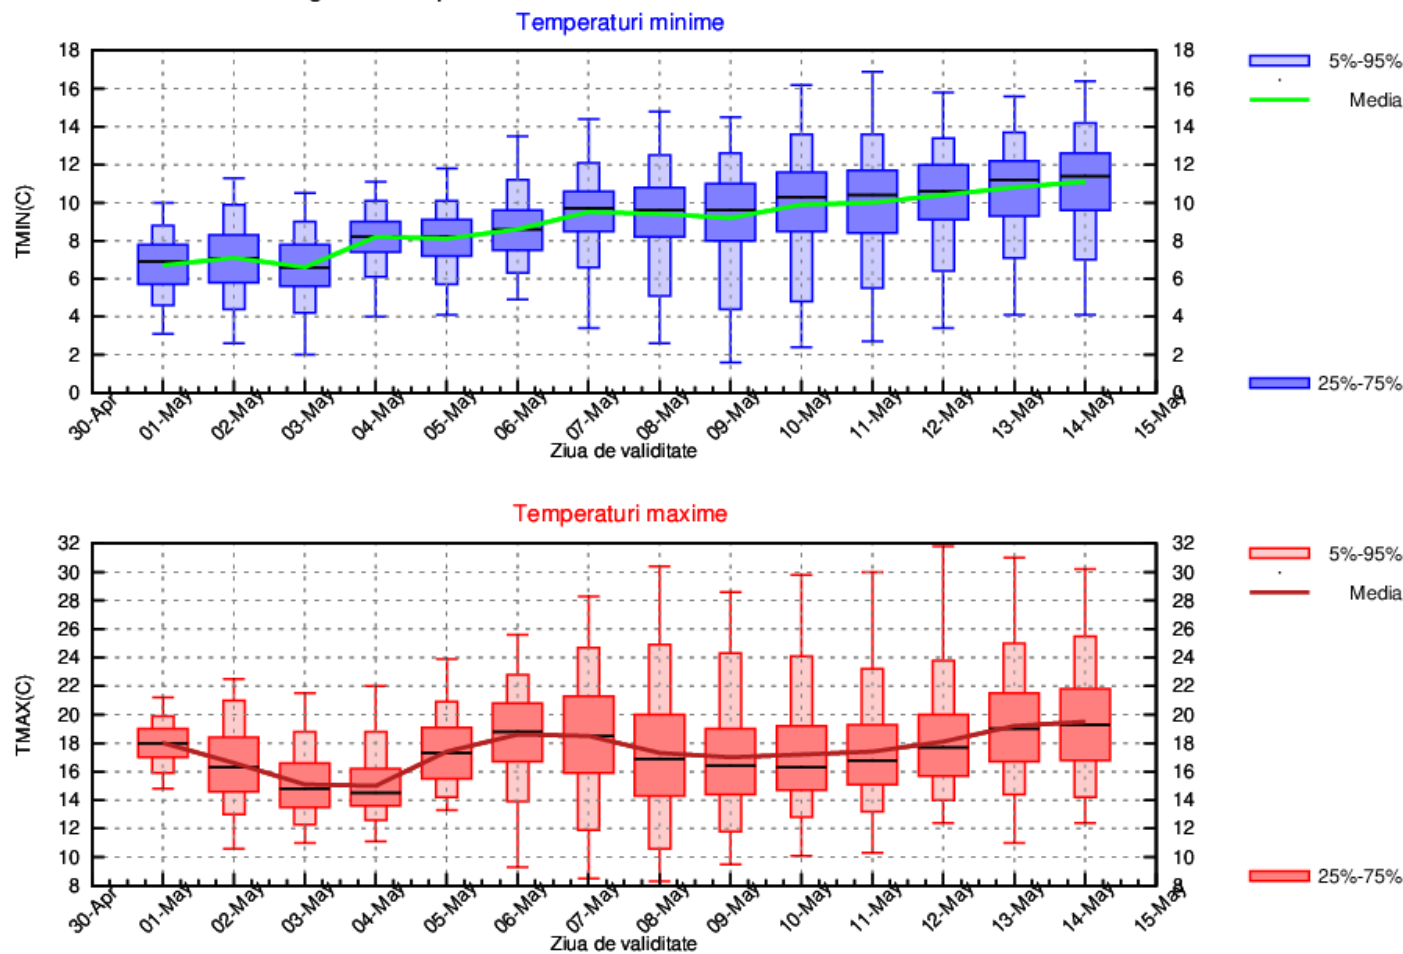 Temperaturi minime
18
16
14
12
10
8
6
4
2
0
TMIN(C)
18
16
14
12
10
8
6
4
2
0
30-Apr
01-May
02-May
03-May
04-May
05-May
06-May
07-May
08-May
09-May
10-May
11-May
12-May
13-May
14-May
15-May
Ziua de validitate
5%-95%
Media
25%-75%
Temperaturi maxime
32
30
28
26
24
22
20
18
16
14
12
10
8
TMAX(C)
32
30
28
26
24
22
20
18
16
14
12
10
8
30-Apr
01-May
02-May
03-May
04-May
05-May
06-May
07-May
08-May
09-May
10-May
11-May
12-May
13-May
14-May
15-May
Ziua de validitate
5%-95%
Media
25%-75%